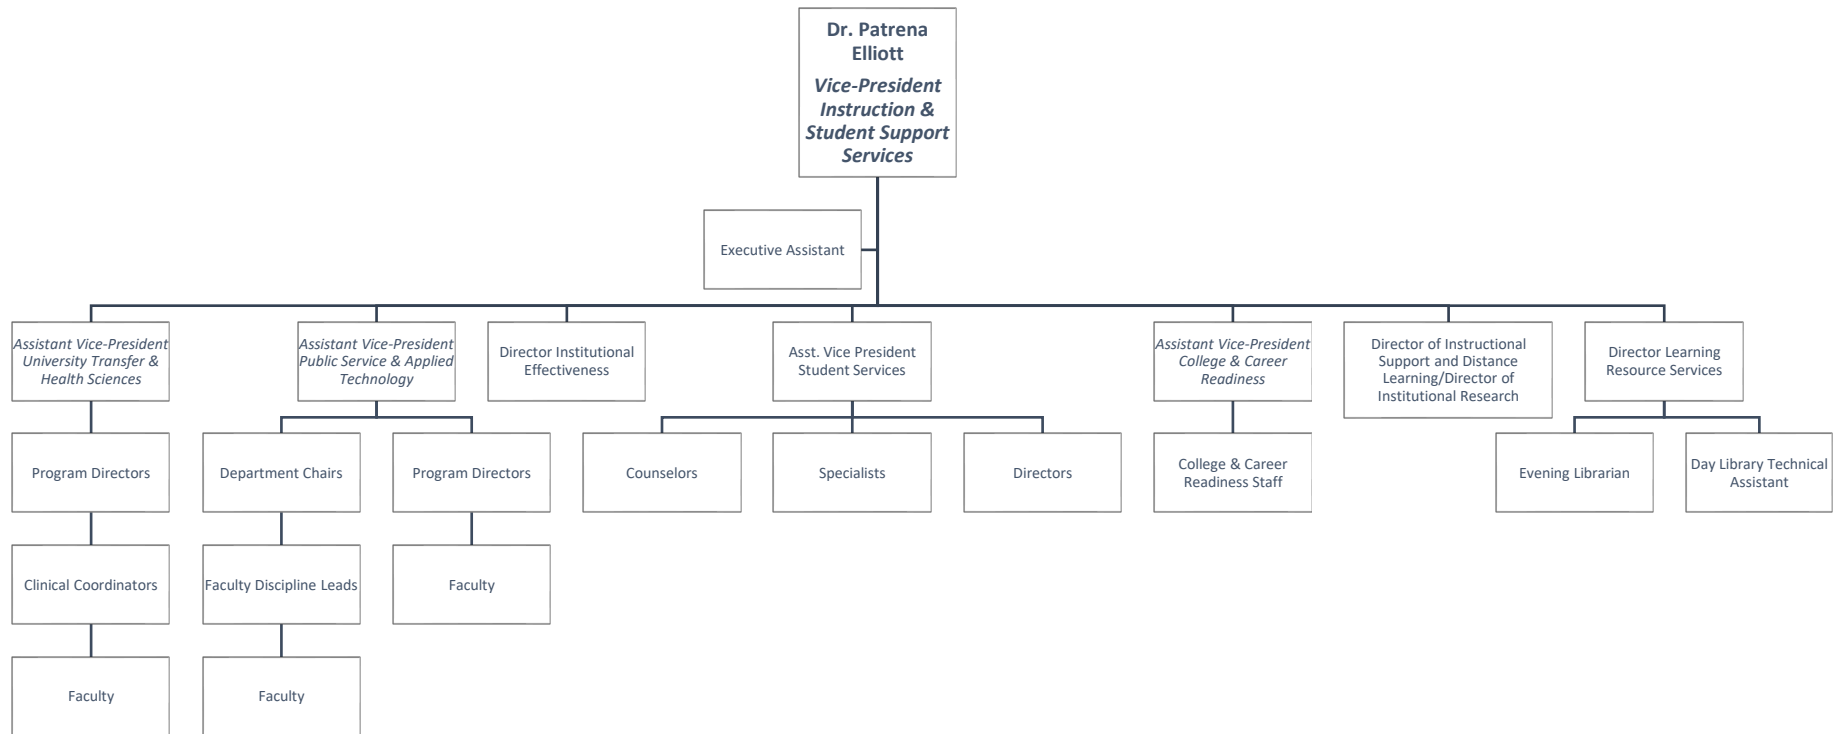 Dr. Patrena
Elliott
Vice-President
Instruction &
Student Support
Services
Executive Assistant
Assistant Vice-President
University Transfer &
Health Sciences
Assistant Vice-President
Public Service & Applied
Technology
Director Institutional
Effectiveness
Asst. Vice President
Student Services
Assistant Vice-President
College & Career
Readiness
Director of Instructional
Support and Distance
Learning/Director of
Institutional Research
Director Learning
Resource Services
Program Directors
Department Chairs
Program Directors
Counselors
Specialists
Directors
College & Career
Readiness Staff
Evening Librarian
Day Library Technical
Assistant
Clinical Coordinators
Faculty Discipline Leads
Faculty
Faculty
Faculty